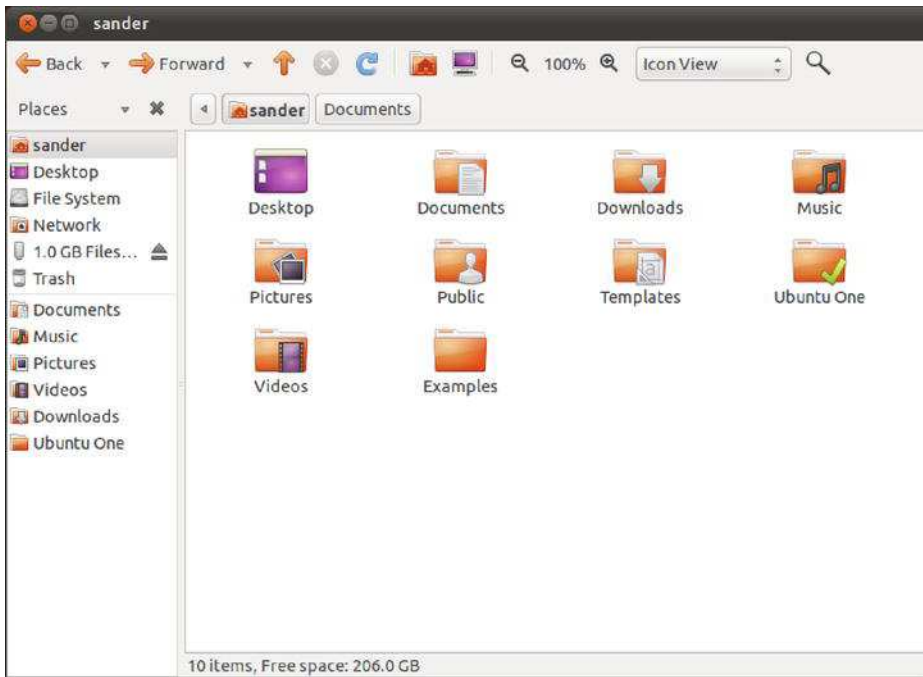 sander
Back Forward 100% Icon View
Places sander Documents
sander
Desktop
File System
Network
1.0 GB Files...
Trash
Documents
Music
Pictures
Videos
Downloads
Ubuntu One
Desktop Documents Downloads Music
Pictures Public Templates Ubuntu One
Videos Examples
10 items, Free space: 206.0 GB